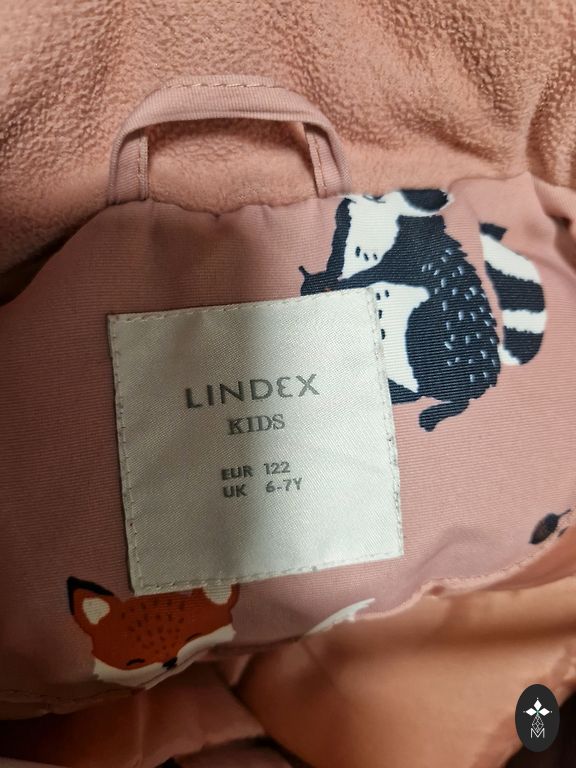 LINDEX
KIDS
EUR 122
UK 6-7Y